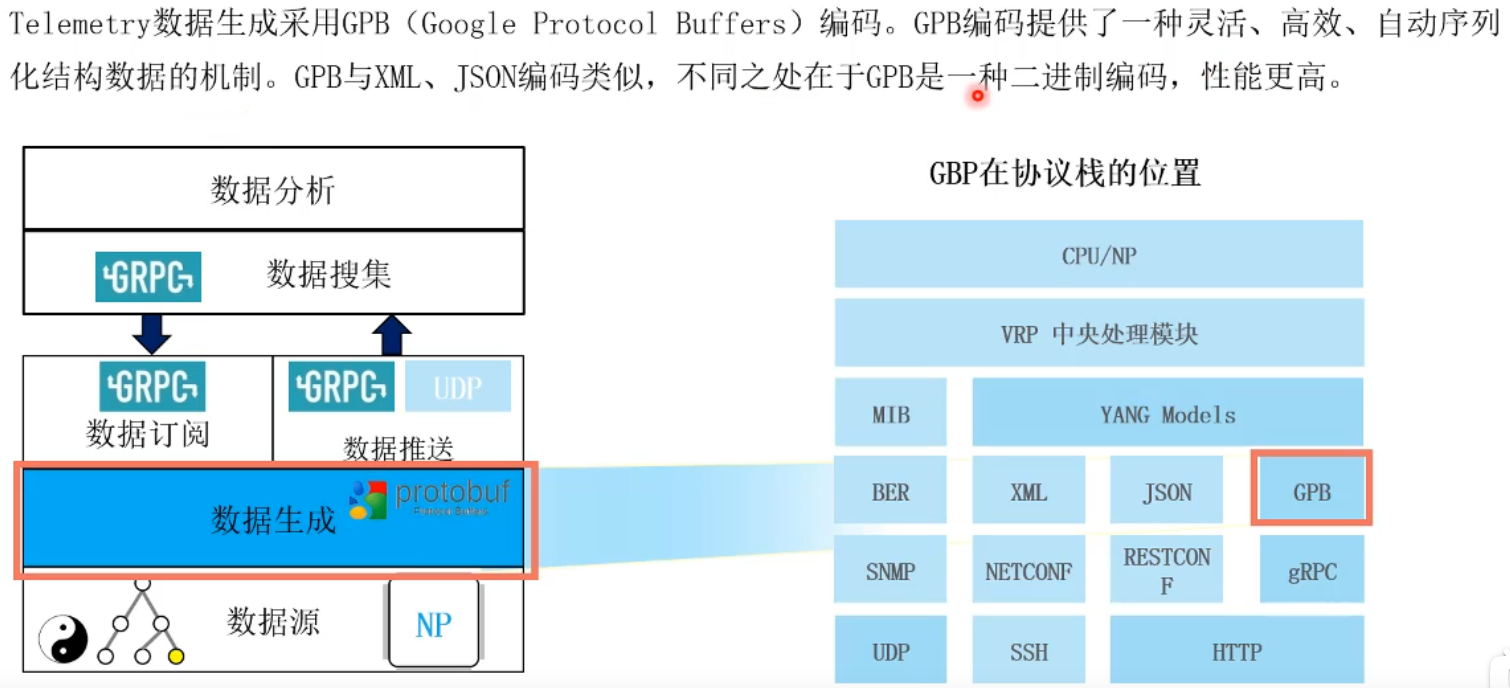 Telemetry数据生成采用GPB（Google Protocol Buffers）编码。GPB编码提供了一种灵活、高效、自动序列
化结构数据的机制。GPB与XML、JSON编码类似，不同之处在于GPB是一种二进制编码，性能更高。
数据分析
GRPC
数据搜集
GRPC
数据订阅
GRPC
UDP
数据推送
数据生成
protobuf
数据源
NP
GBP在协议栈的位置
CPU/NP
VRP 中央处理模块
MIB
YANG Models
BER
XML
JSON
GPB
SNMP
NETCONF
RESTCON
F
gRPC
UDP
SSH
HTTP